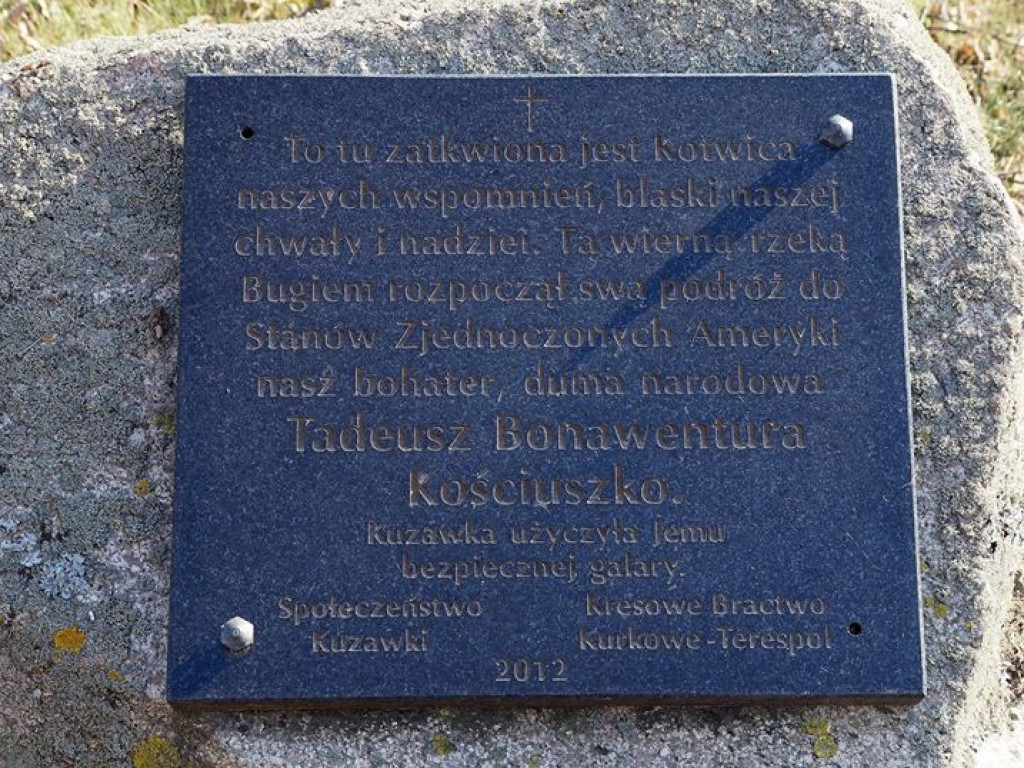 To tu zatkwiona jest Kotwica
naszych wspomnień, blaski naszej
chwały i nadziei. Tą wierną rzeką
Bugiem rozpoczął swą podróż do
Stanów Zjednoczonych Ameryki
nasz bohater, duma narodowa
Tadeusz Bonawentura
Kościuszko.
Kuzawka użyczyła Jemu
bezpiecznej galary.
Społeczeństwo
Kuzawki
Kresowe Bractwo
Kurkowe-Terespol
2012